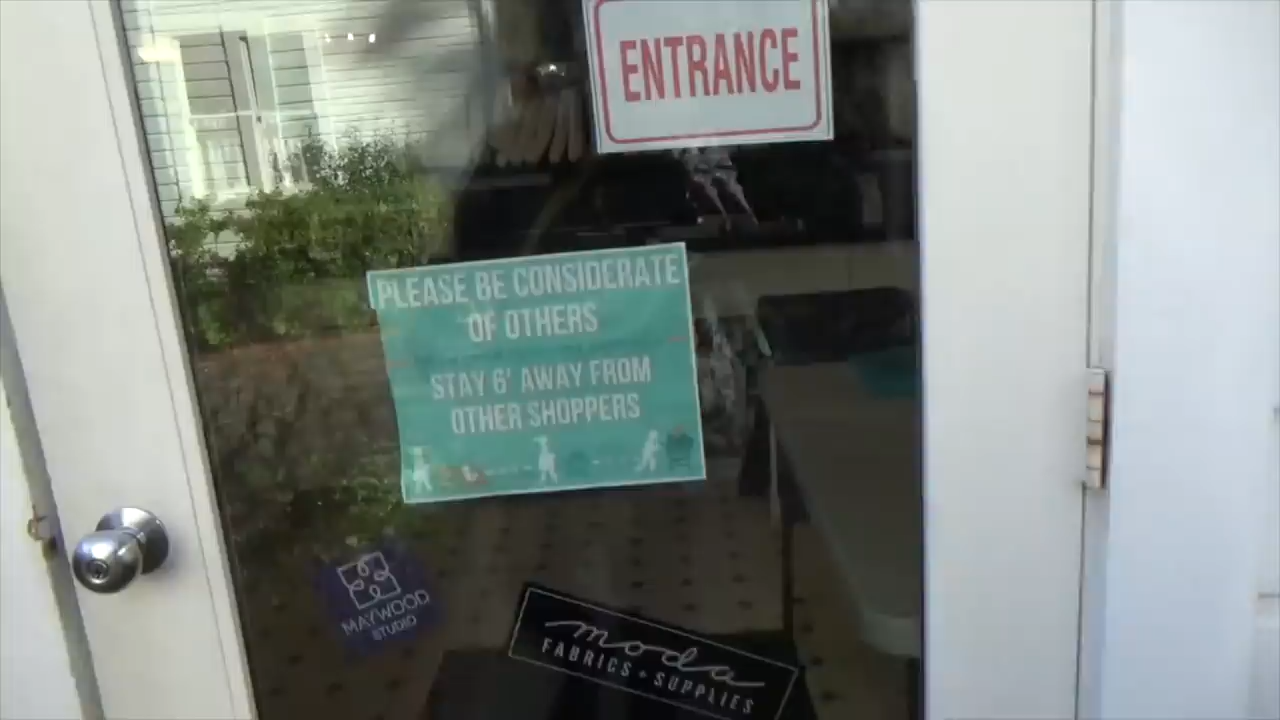 ENTRANCE
PLEASE BE CONSIDERATE
OF OTHERS
STAY 6' AWAY FROM
OTHER SHOPPERS
MAYWOOD
STUDIO
moda
FABRICS + SUPPLIES